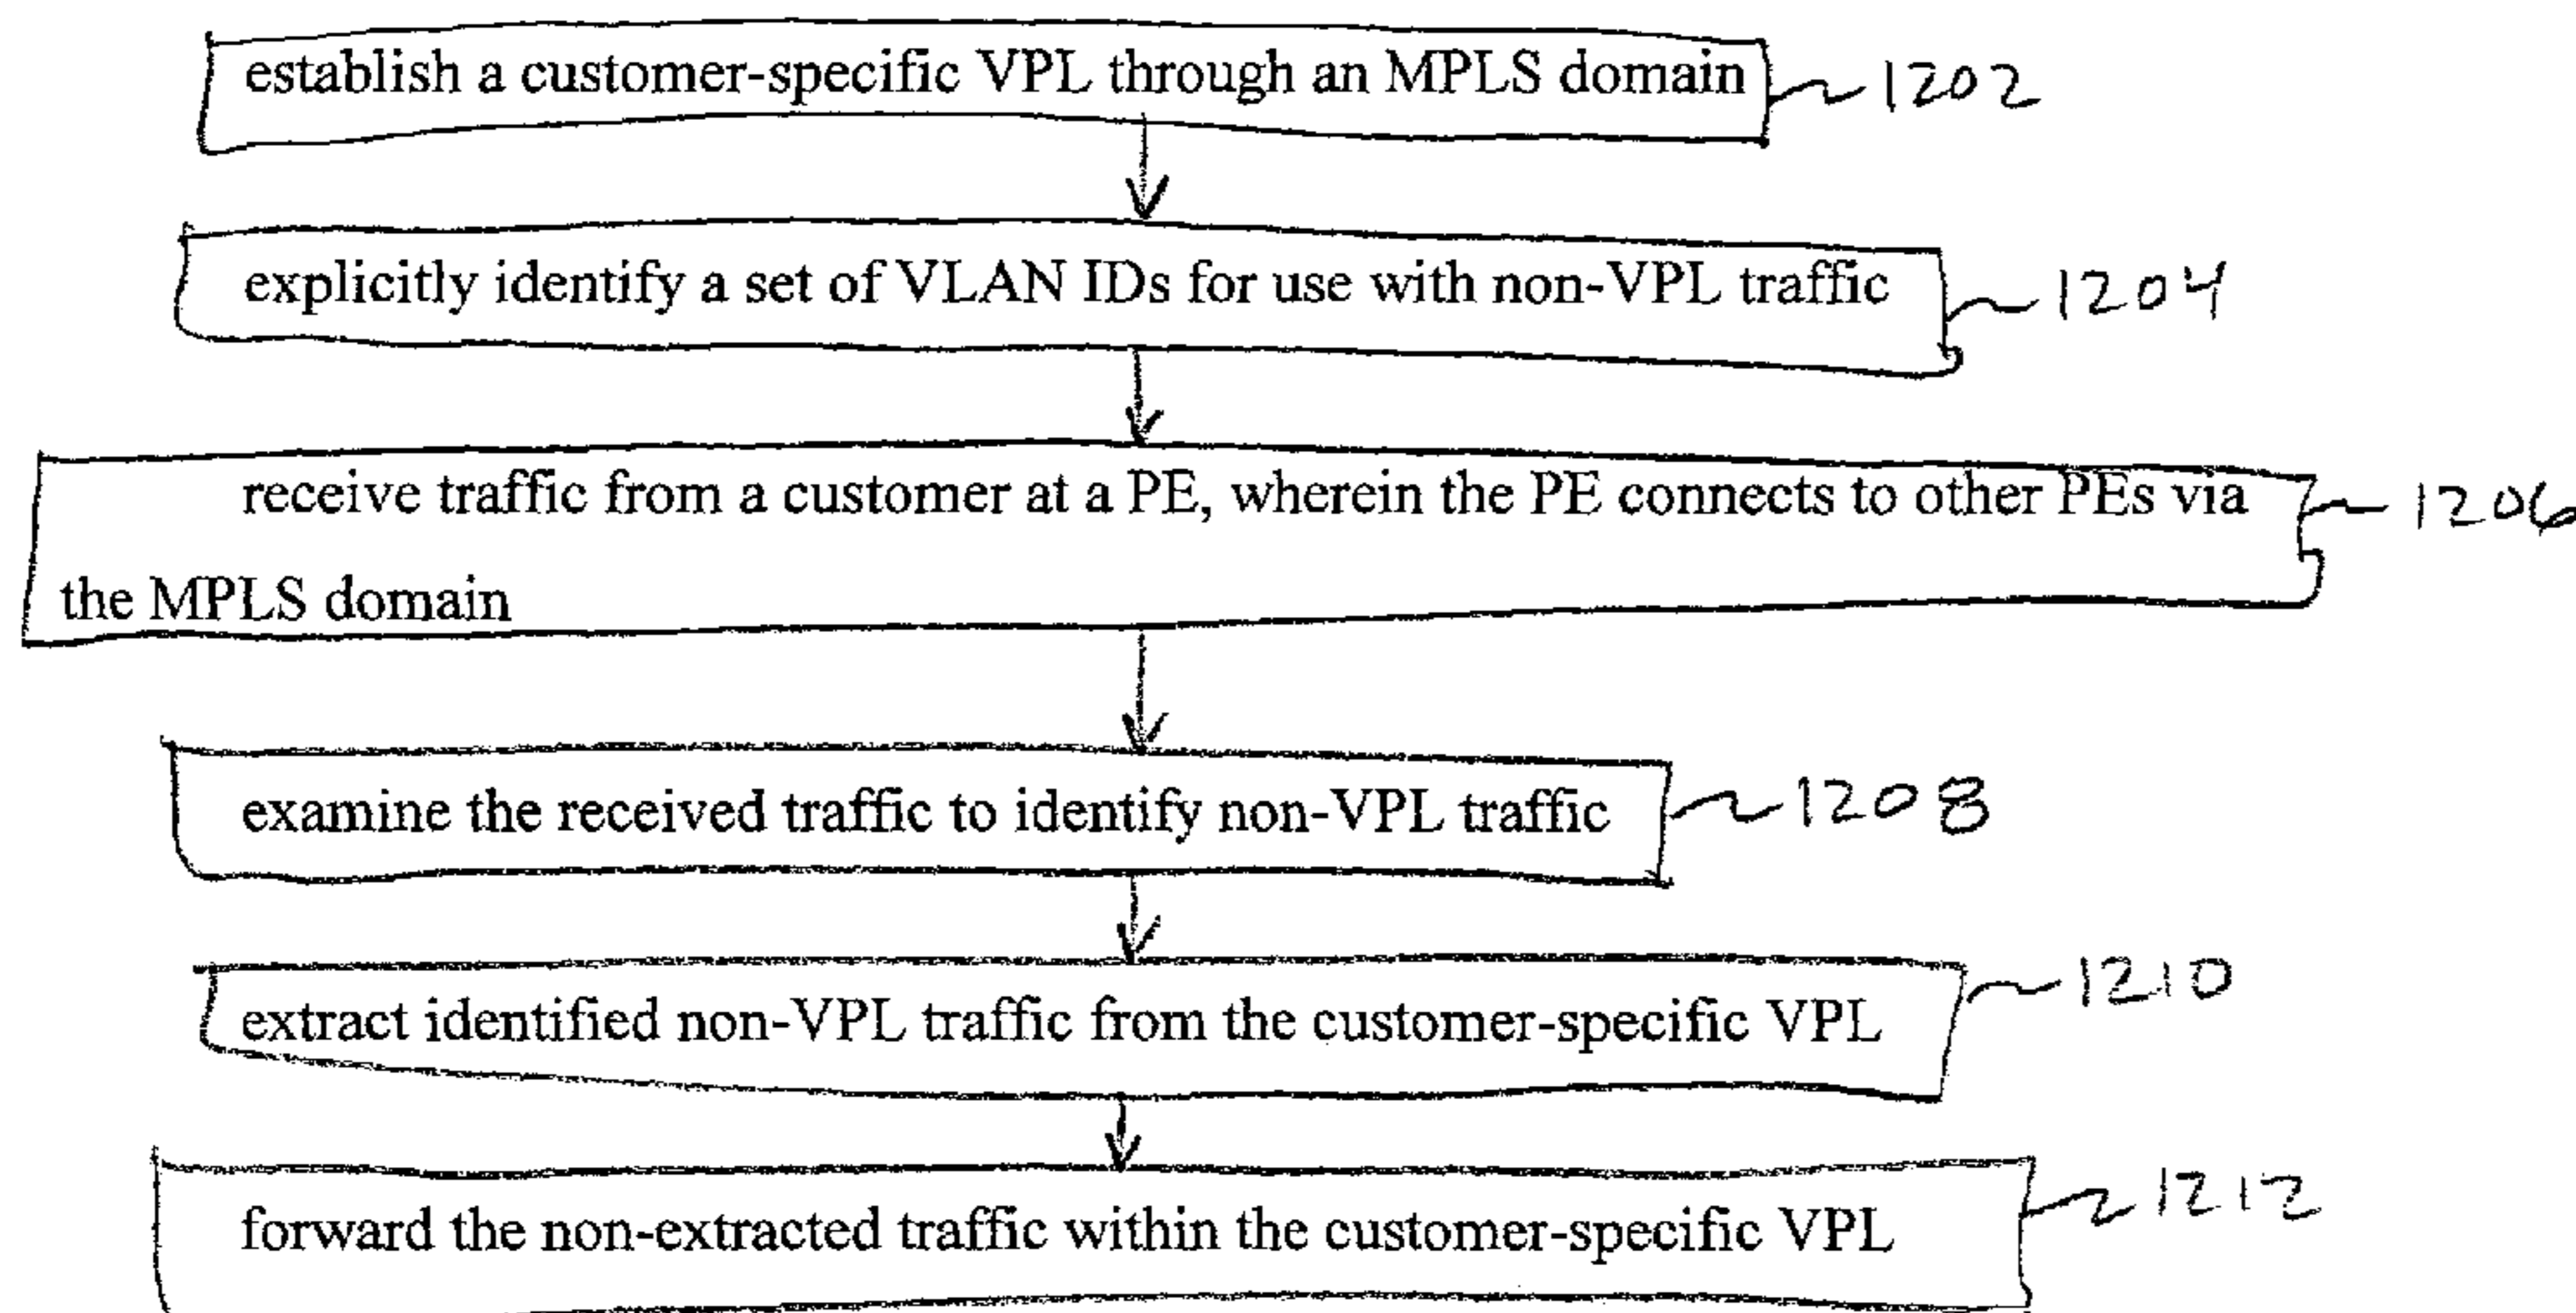 establish a customer-specific VPL through an MPLS domain 1202
explicitly identify a set of VLAN IDs for use with non-VPL traffic 1204
receive traffic from a customer at a PE, wherein the PE connects to other PEs via 1206
the MPLS domain
examine the received traffic to identify non-VPL traffic 1208
extract identified non-VPL traffic from the customer-specific VPL 1210
forward the non-extracted traffic within the customer-specific VPL 1212